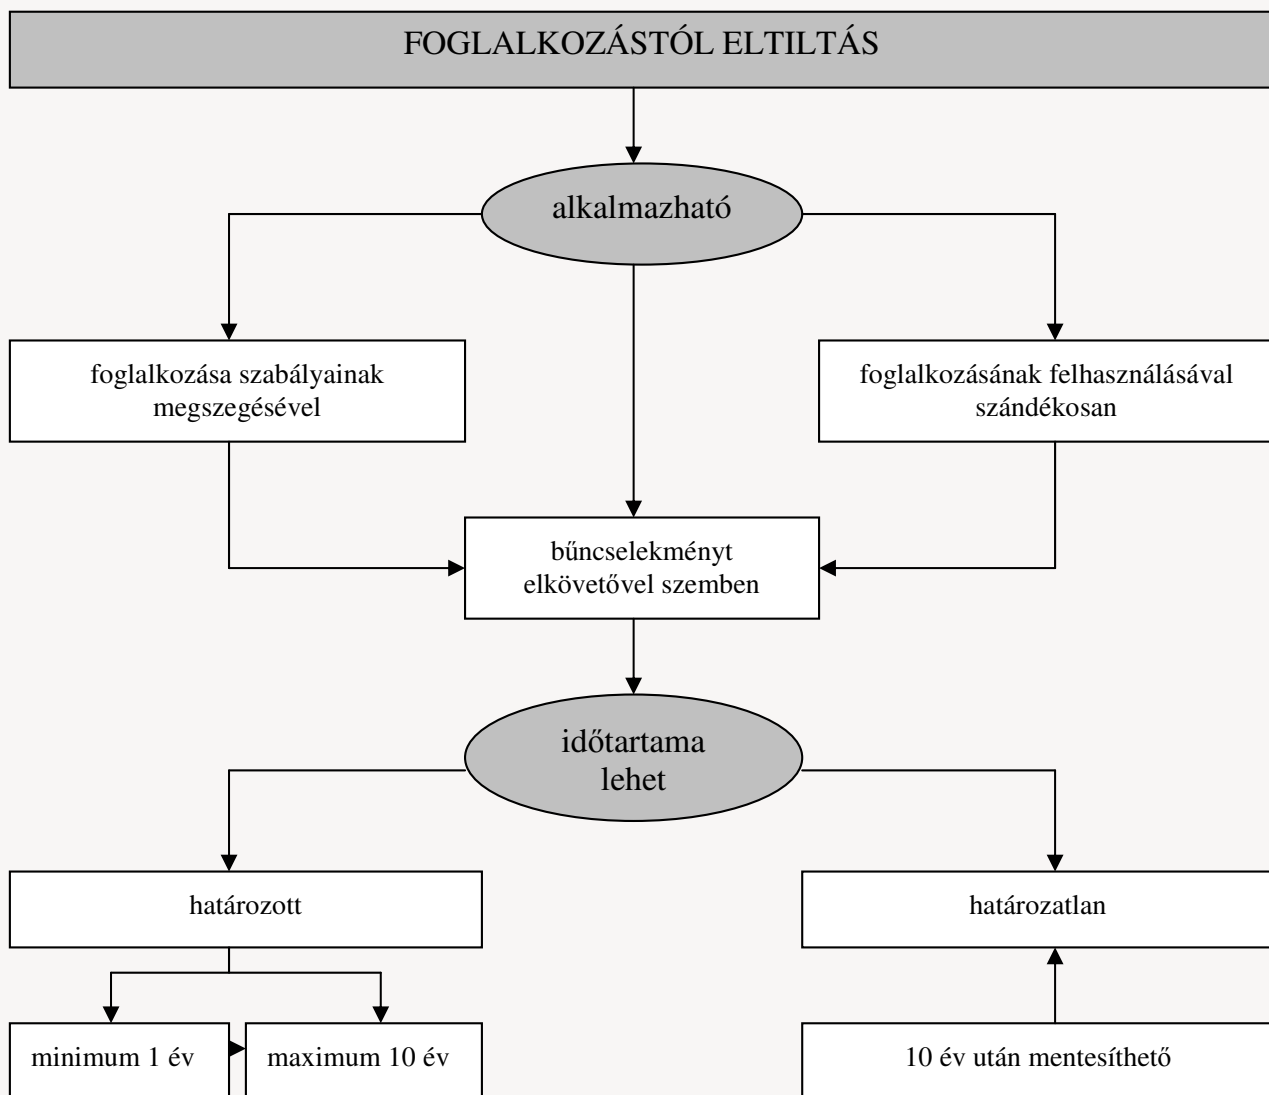 FOGLALKOZÁSTÓL ELTILTÁS
alkalmazható
foglalkozása szabályainak
megszegésével
foglalkozásának felhasználásával
szándékosan
bűncselekményt
elkövetővel szemben
időtartama
lehet
határozott
határozatlan
minimum 1 év
maximum 10 év
10 év után mentesíthető